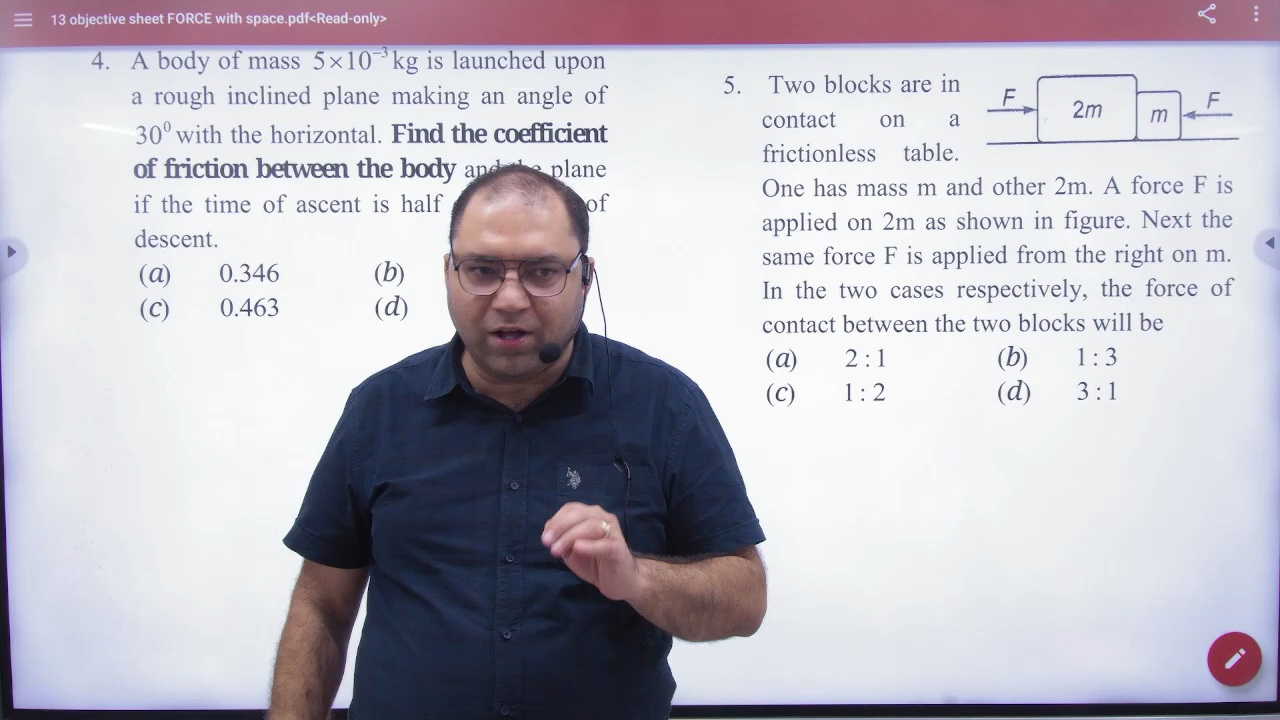 13 objective sheet FORCE with space.pdf<Read-only>
4. A body of mass 5×10⁻³ kg is launched upon
a rough inclined plane making an angle of
30⁰ with the horizontal. Find the coefficient
of friction between the body and the plane
if the time of ascent is half of
descent.
(a) 0.346 (b)
(c) 0.463 (d)
5. Two blocks are in
contact on a
frictionless table.
F 2m m F
One has mass m and other 2m. A force F is
applied on 2m as shown in figure. Next the
same force F is applied from the right on m.
In the two cases respectively, the force of
contact between the two blocks will be
(a) 2 : 1 (b) 1 : 3
(c) 1 : 2 (d) 3 : 1